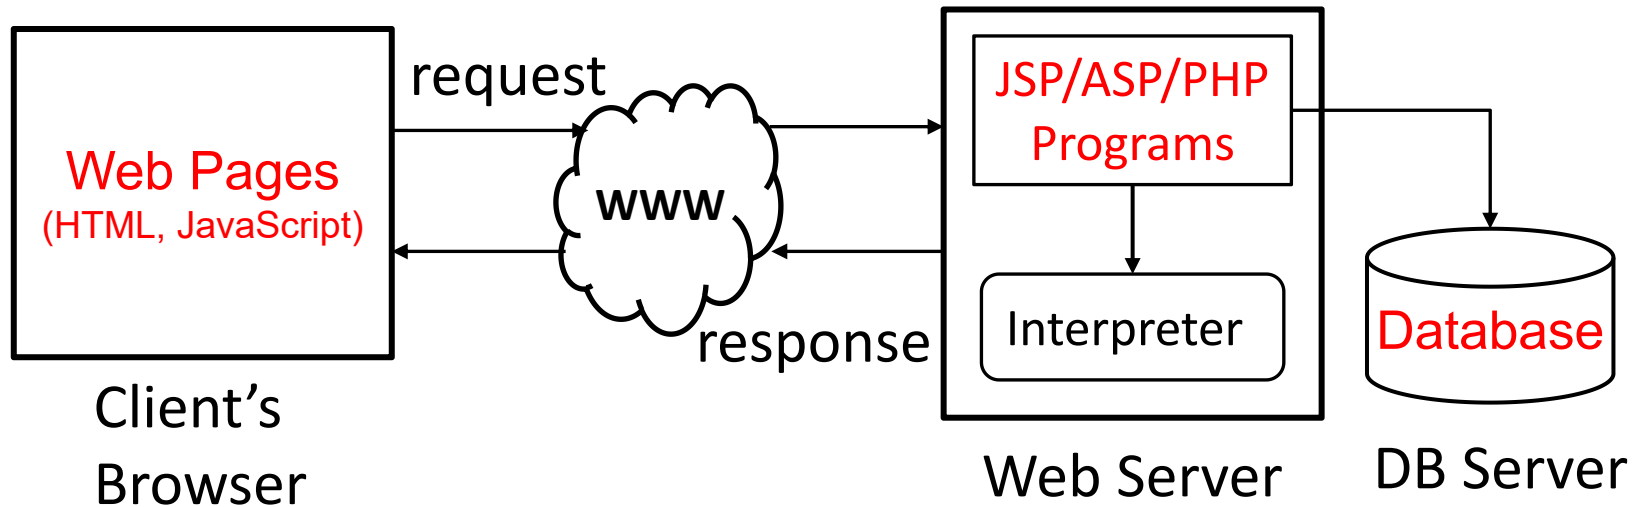 request
Web Pages
(HTML, JavaScript)
www
response
Client’s
Browser
JSP/ASP/PHP
Programs
Interpreter
Web Server
Database
DB Server